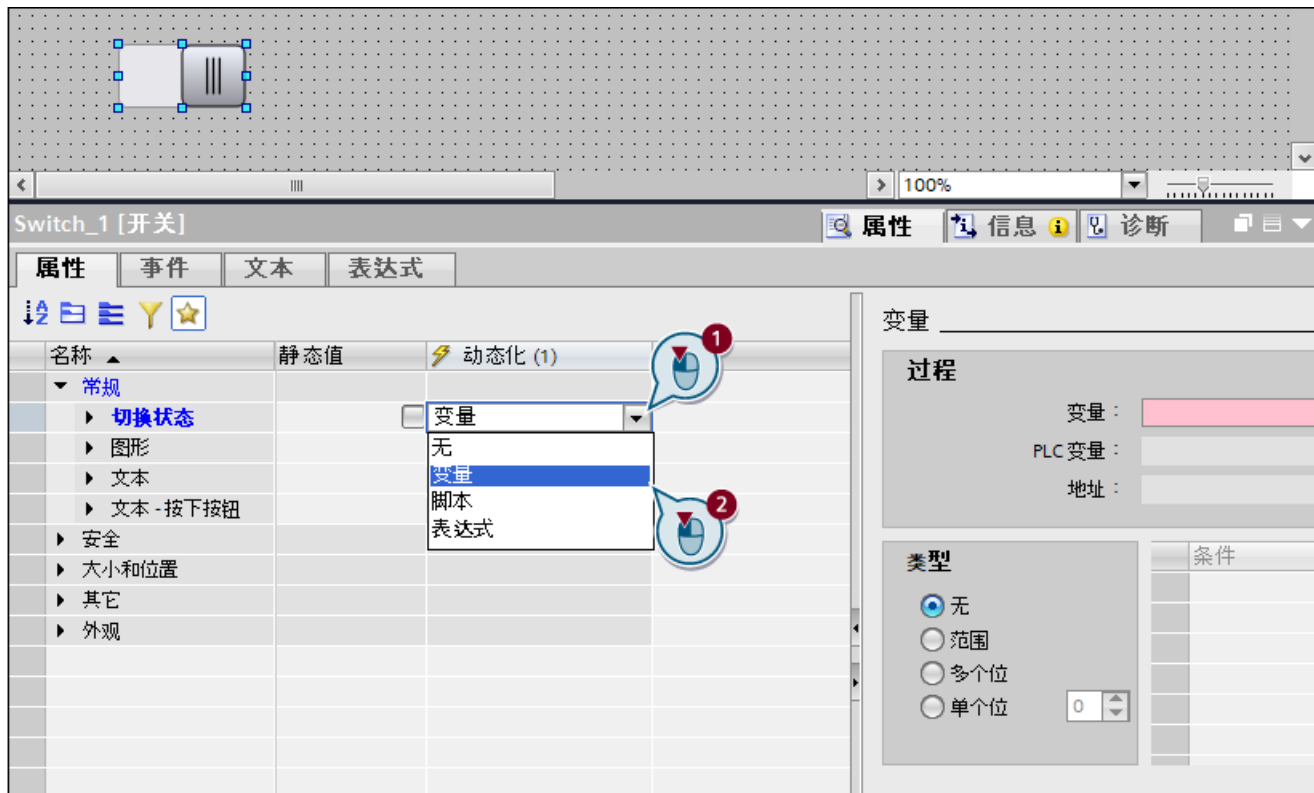 100%
Switch_1 [开关]
属性 信息 诊断
属性 事件 文本 表达式
名称 静态值 动态化 (1)
常规
切换状态 变量
图形
文本
文本 - 按下按钮
安全
大小和位置
其它
外观
无
变量
脚本
表达式
1
2
变量
过程
变量：
PLC 变量：
地址：
类型
无
范围
多个位
单个位 0
条件